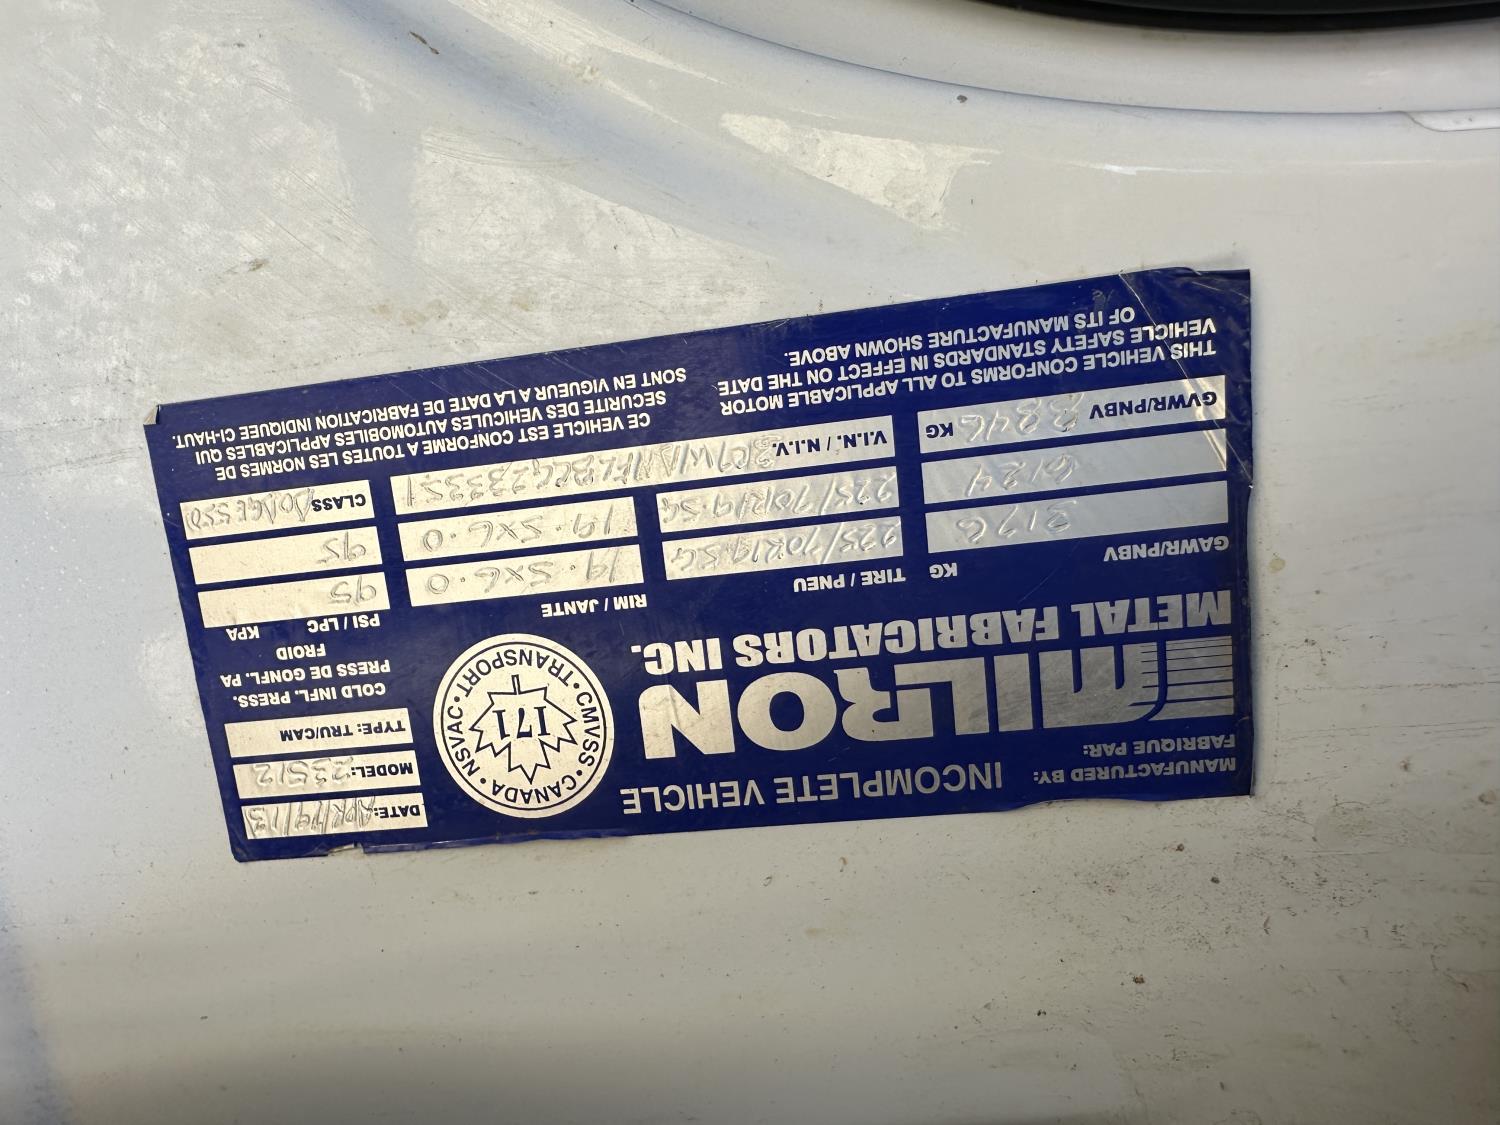 MANUFACTURED BY:
FABRIQUE PAR:
INCOMPLETE VEHICLE
MILRON
METAL FABRICATORS INC.
NSVAC • TRANSPORT • CMVSS • CANADA •
171
DATE: APR/19/13
MODEL: 23512
TYPE: TRU/CAM
COLD INFL. PRESS.
PRESS DE GONFL. PA
FROID
GAWR/PNBV KG TIRE / PNEU RIM / JANTE PSI / LPC KPA
3176 225/70R19.5G 19.5X6.0 95
6124 225/70R19.5G 19.5X6.0 95
GVWR/PNBV KG V.I.N. / N.I.V. CLASS DODGE 550
THIS VEHICLE CONFORMS TO ALL APPLICABLE MOTOR
VEHICLE SAFETY STANDARDS IN EFFECT ON THE DATE
OF ITS MANUFACTURE SHOWN ABOVE.
CE VEHICULE EST CONFORME A TOUTES LES NORMES DE
SECURITE DES VEHICULES AUTOMOBILES APPLICABLES QUI
SONT EN VIGUEUR A LA DATE DE FABRICATION INDIQUEE CI-HAUT.